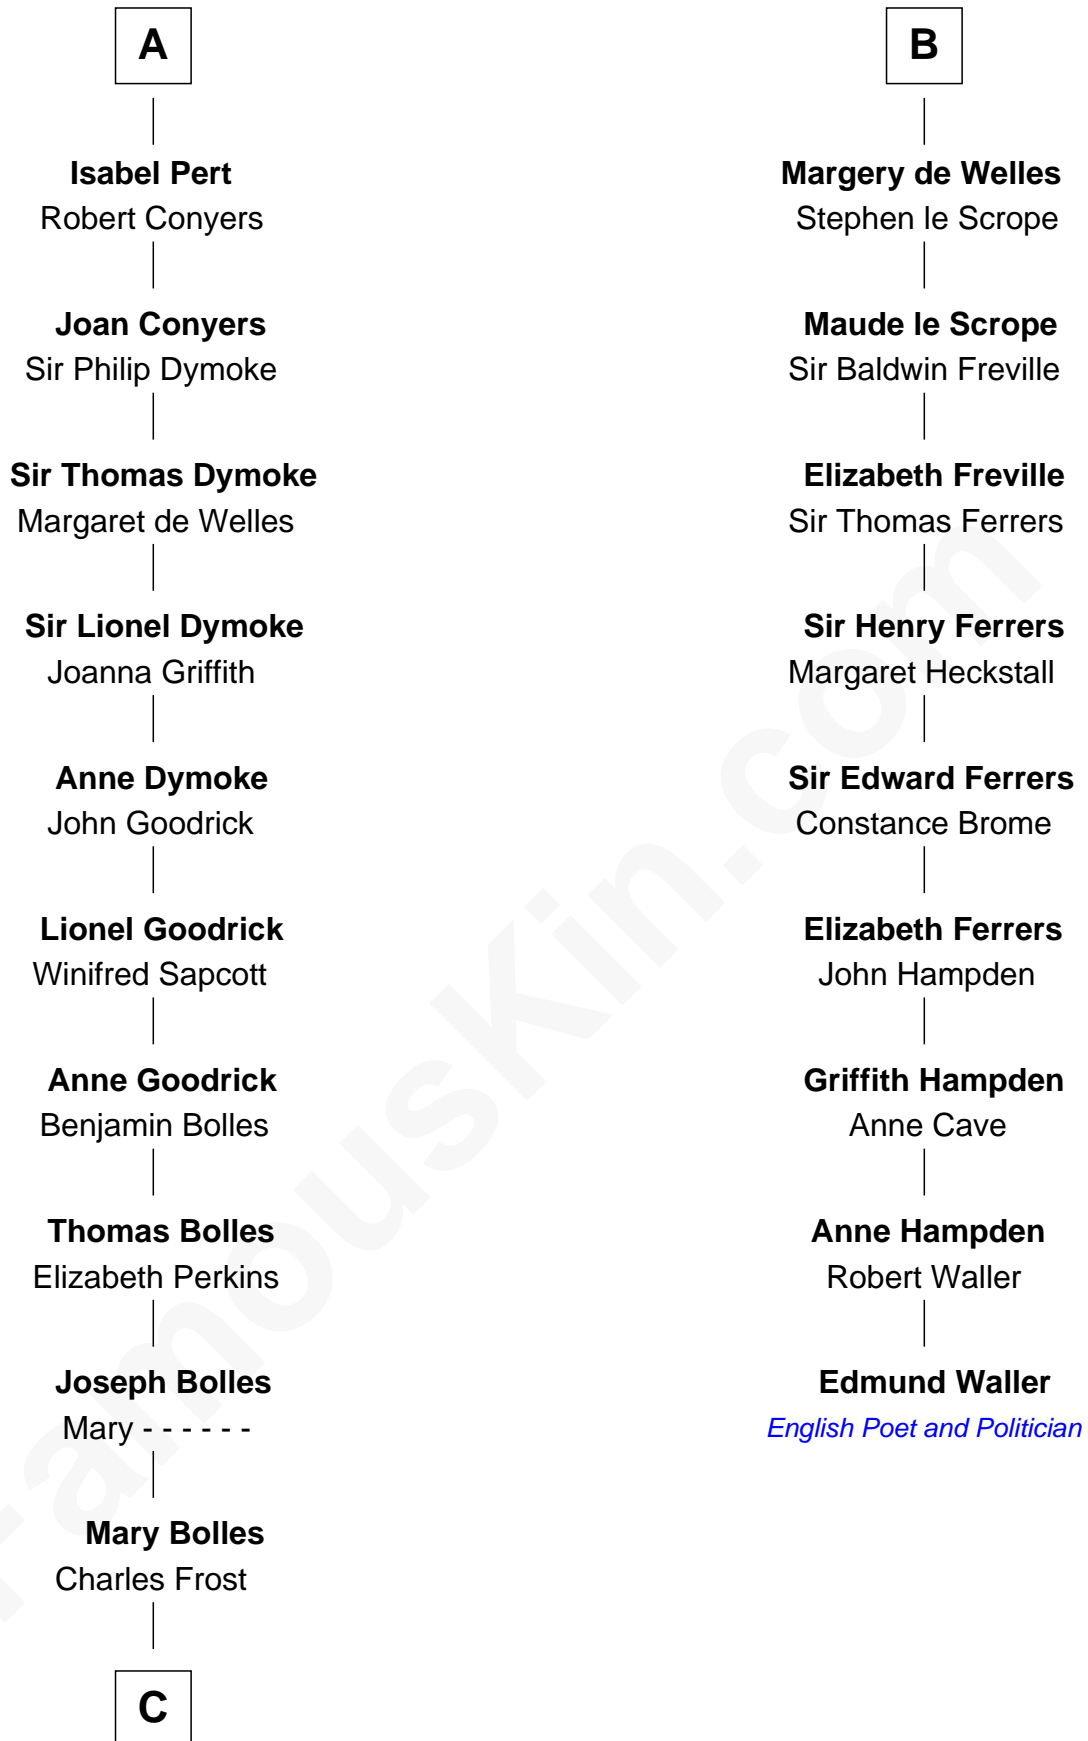 A
Isabel Pert
Robert Conyers
Joan Conyers
Sir Philip Dymoke
Sir Thomas Dymoke
Margaret de Welles
Sir Lionel Dymoke
Joanna Griffith
Anne Dymoke
John Goodrick
Lionel Goodrick
Winifred Sapcott
Anne Goodrick
Benjamin Bolles
Thomas Bolles
Elizabeth Perkins
Joseph Bolles
Mary - - - - - -
Mary Bolles
Charles Frost
C
B
Margery de Welles
Stephen le Scrope
Maude le Scrope
Sir Baldwin Freville
Elizabeth Freville
Sir Thomas Ferrers
Sir Henry Ferrers
Margaret Heckstall
Sir Edward Ferrers
Constance Brome
Elizabeth Ferrers
John Hampden
Griffith Hampden
Anne Cave
Anne Hampden
Robert Waller
Edmund Waller
English Poet and Politician
FamousKin.com